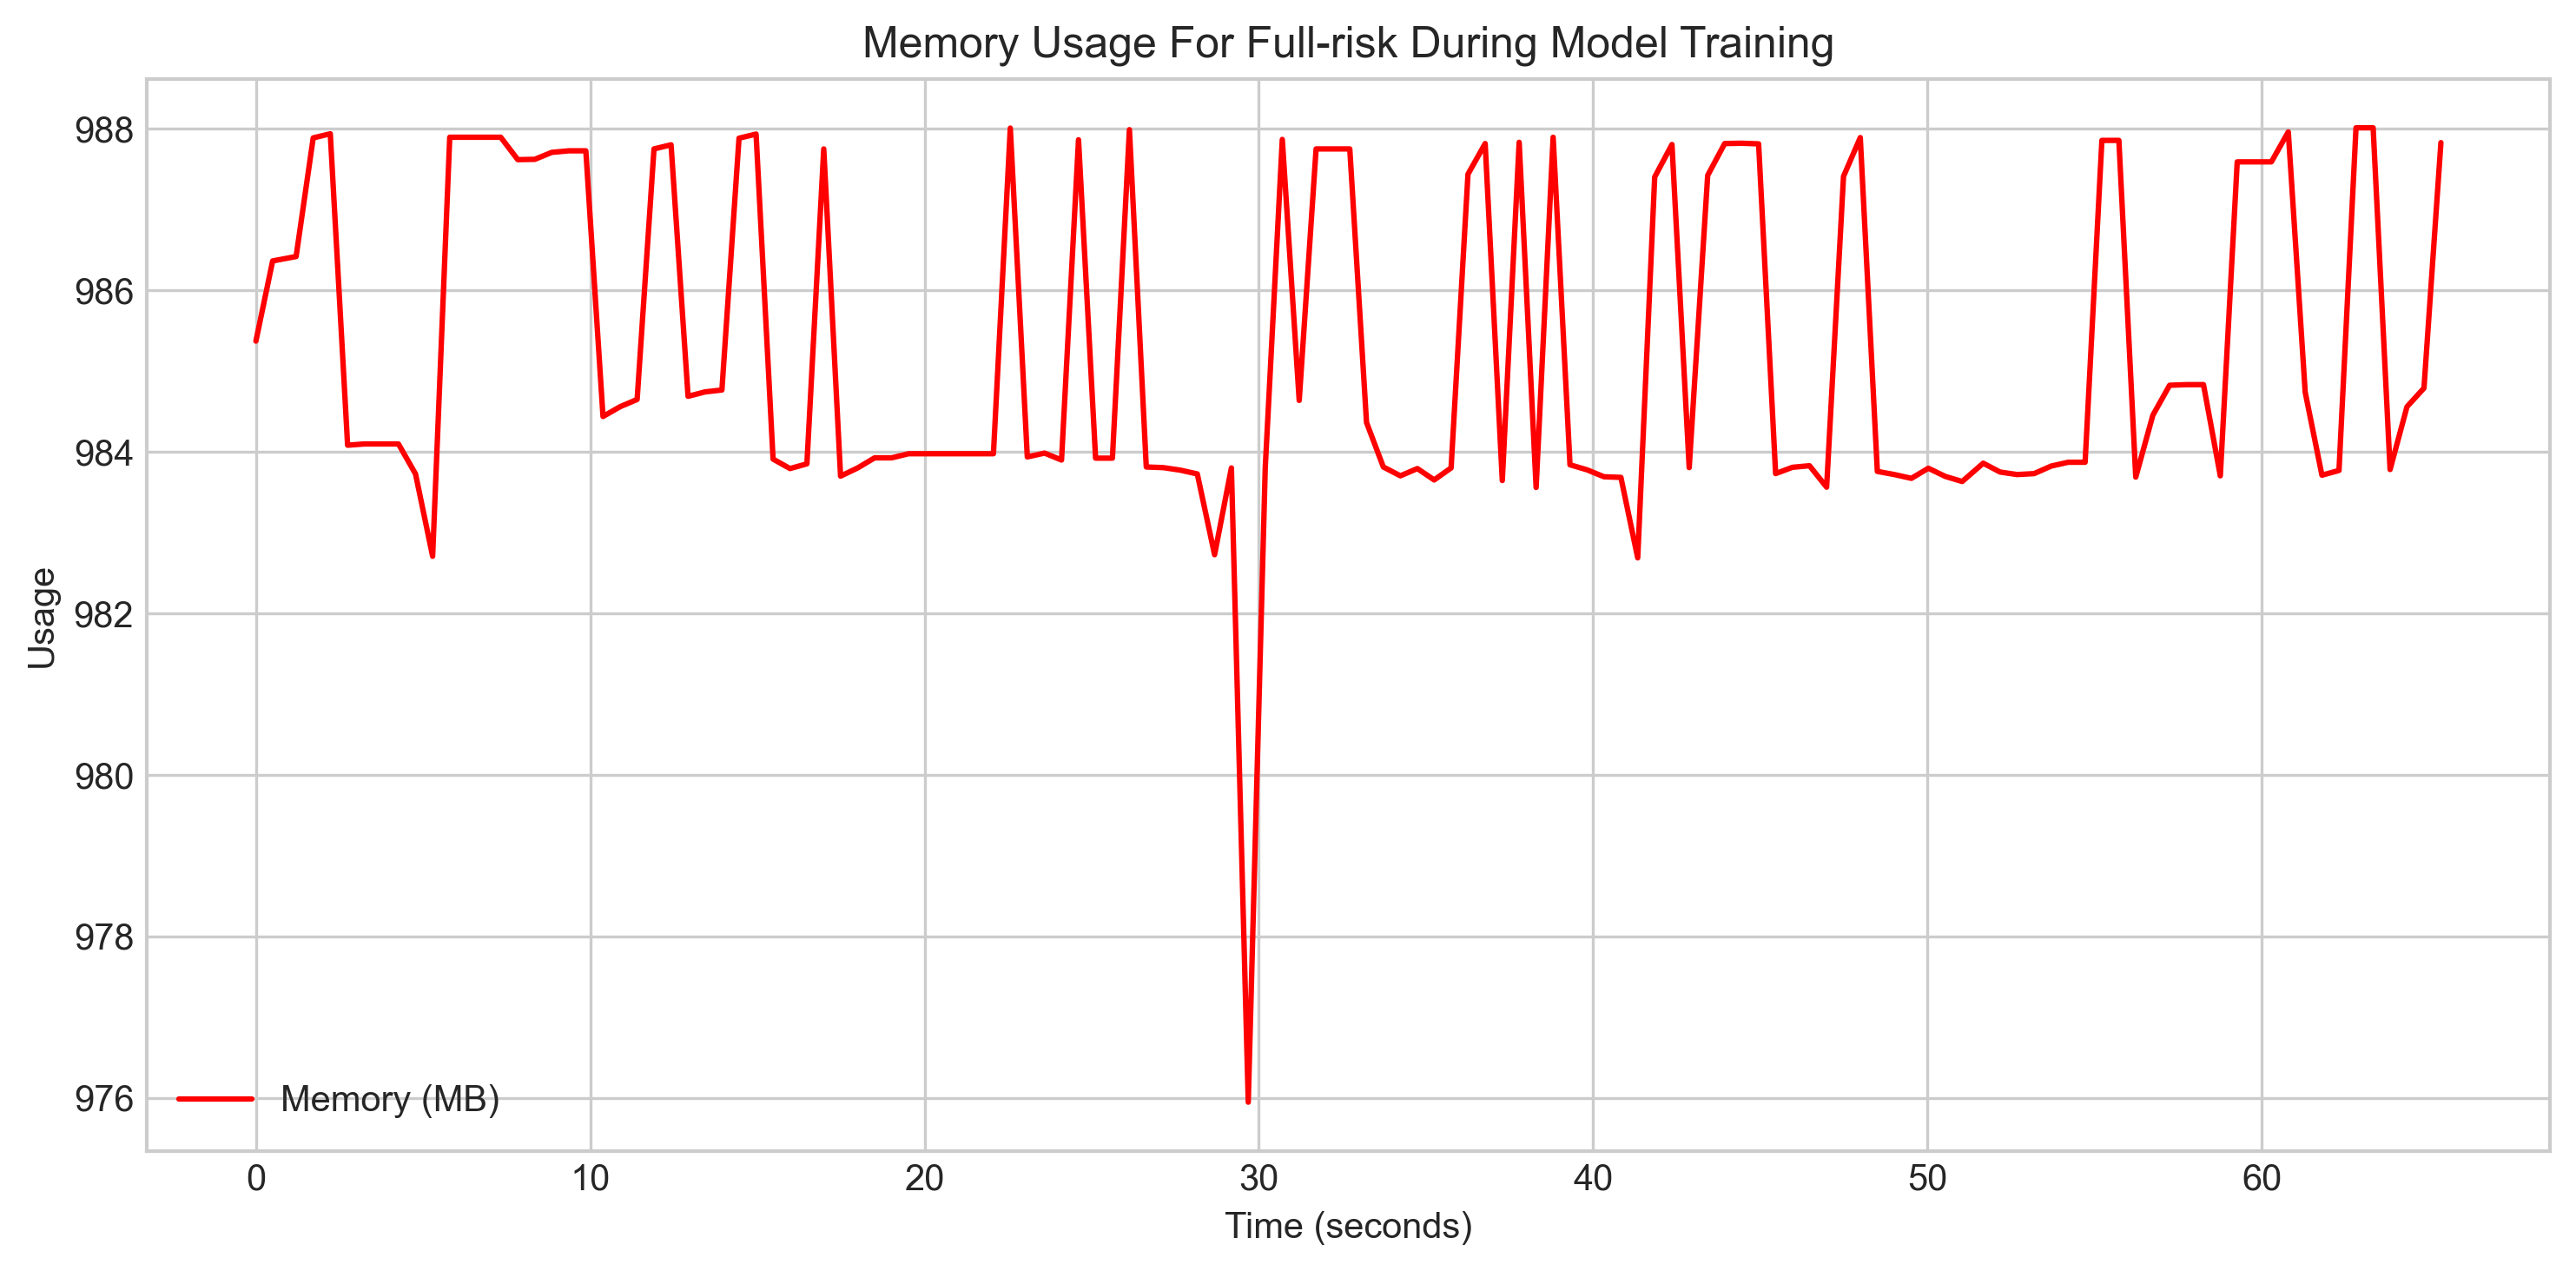 Memory Usage For Full-risk During Model Training
988
986
984
982
980
978
976
Usage
Memory (MB)
0 10 20 30 40 50 60
Time (seconds)